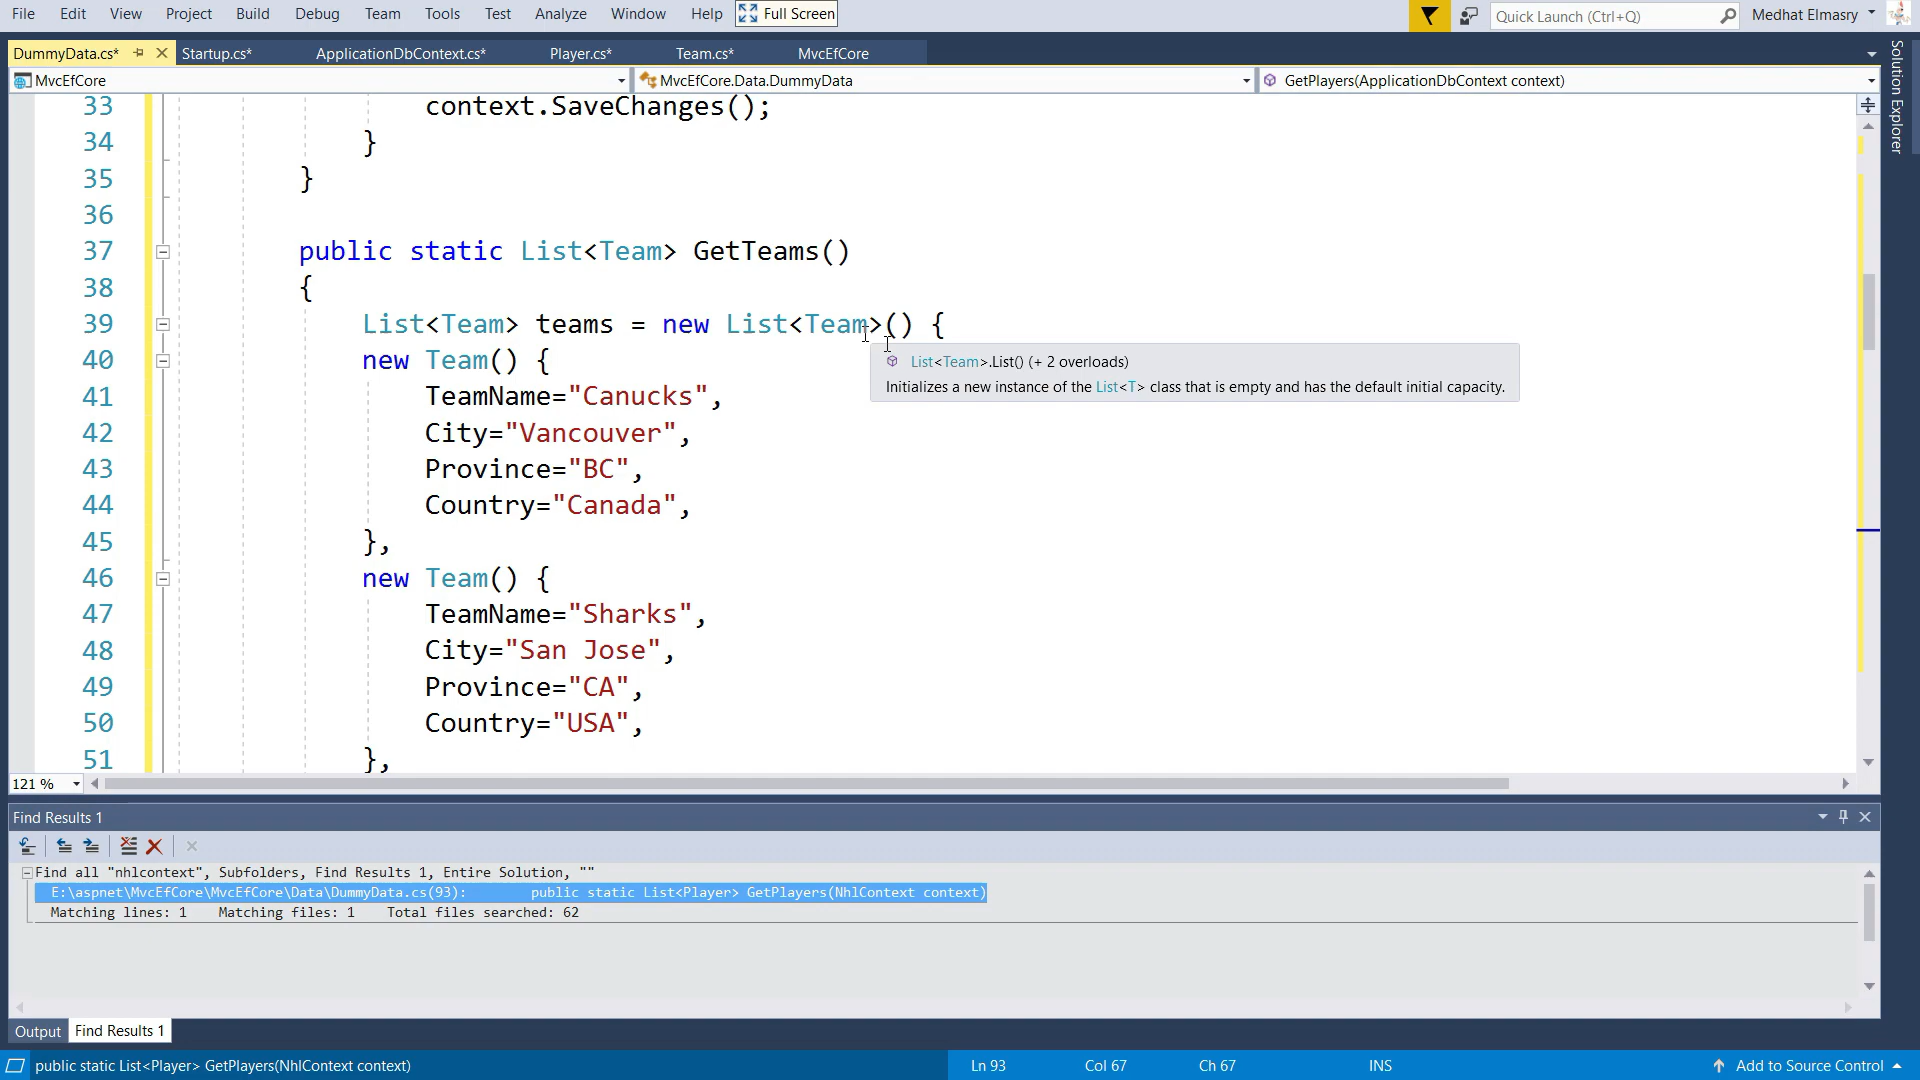 File Edit View Project Build Debug Team Tools Test Analyze Window Help Full Screen Quick Launch (Ctrl+Q) Medhat Elmasry
DummyData.cs* Startup.cs* ApplicationDbContext.cs* Player.cs* Team.cs* MvcEfCore
MvcEfCore MvcEfCore.Data.DummyData GetPlayers(ApplicationDbContext context)
Solution Explorer
33 context.SaveChanges();
34 }
35 }
36
37 public static List<Team> GetTeams()
38 {
39 List<Team> teams = new List<Team>() {
40 new Team() {
List<Team>.List() (+ 2 overloads)
Initializes a new instance of the List<T> class that is empty and has the default initial capacity.
41 TeamName="Canucks",
42 City="Vancouver",
43 Province="BC",
44 Country="Canada",
45 },
46 new Team() {
47 TeamName="Sharks",
48 City="San Jose",
49 Province="CA",
50 Country="USA",
51 },
121 %
Find Results 1
Find all "nhlcontext", Subfolders, Find Results 1, Entire Solution, ""
E:\aspnet\MvcEfCore\MvcEfCore\Data\DummyData.cs(93): public static List<Player> GetPlayers(NhlContext context)
Matching lines: 1 Matching files: 1 Total files searched: 62
Output Find Results 1
public static List<Player> GetPlayers(NhlContext context) Ln 93 Col 67 Ch 67 INS Add to Source Control